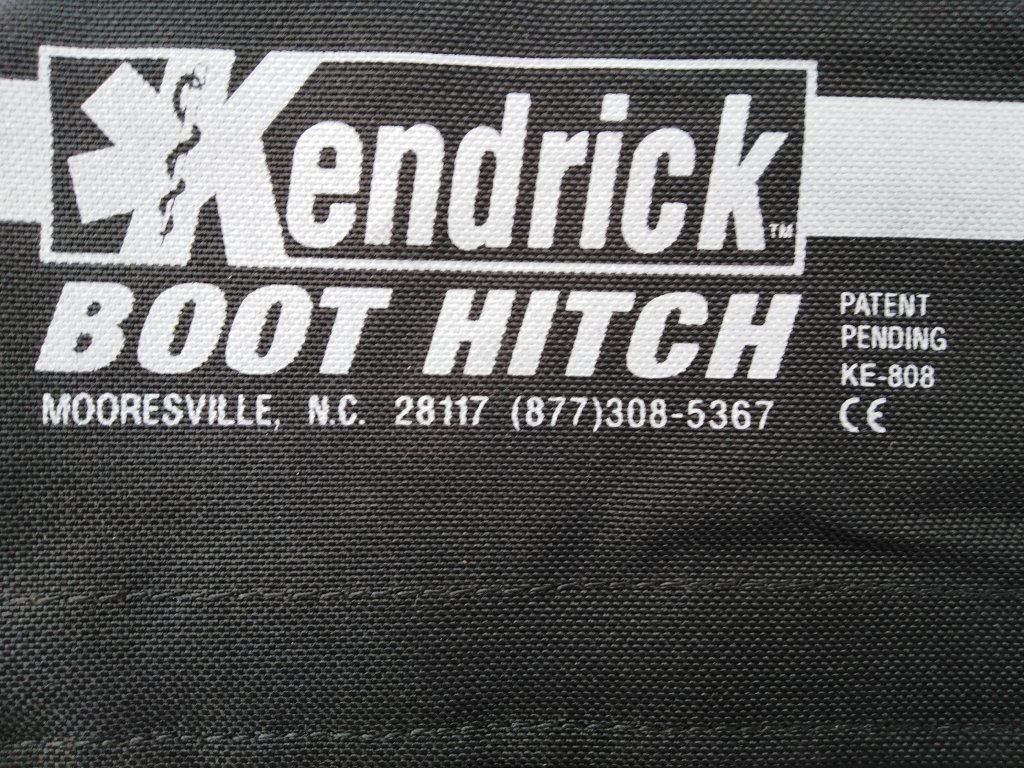 Kendrick™
BOOT HITCH
MOORESVILLE, N.C. 28117 (877)308-5367
PATENT
PENDING
KE-808
CE